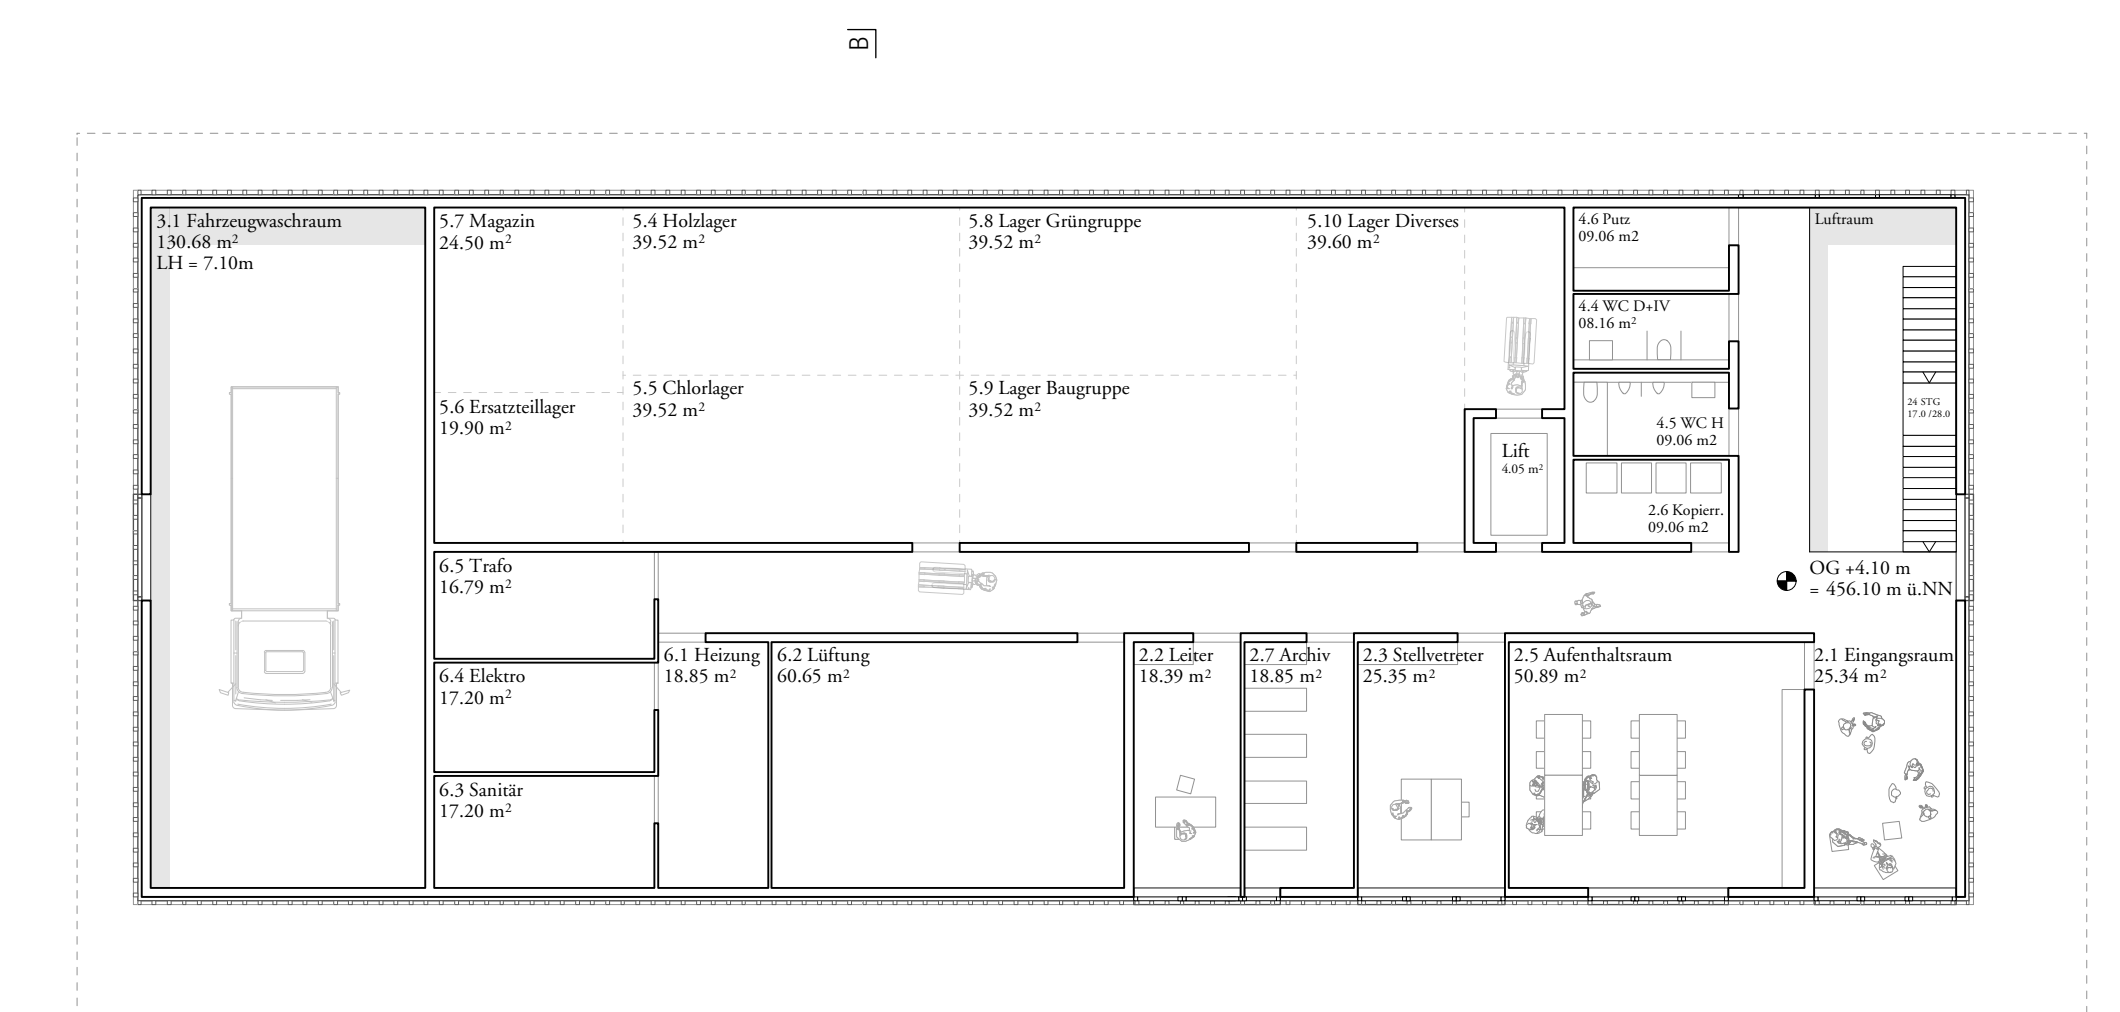 B
3.1 Fahrzeugwaschraum
130.68 m²
LH = 7.10m
5.7 Magazin
24.50 m²
5.4 Holzlager
39.52 m²
5.8 Lager Grüngruppe
39.52 m²
5.10 Lager Diverses
39.60 m²
4.6 Putz
09.06 m2
Luftraum
4.4 WC D+IV
08.16 m²
5.6 Ersatzteillager
19.90 m²
5.5 Chlorlager
39.52 m²
5.9 Lager Baugruppe
39.52 m²
4.5 WC H
09.06 m2
24 STG
17.0 /28.0
Lift
4.05 m²
2.6 Kopierr.
09.06 m2
6.5 Trafo
16.79 m²
OG +4.10 m
= 456.10 m ü.NN
6.4 Elektro
17.20 m²
6.1 Heizung
18.85 m²
6.2 Lüftung
60.65 m²
2.2 Leiter
18.39 m²
2.7 Archiv
18.85 m²
2.3 Stellvetreter
25.35 m²
2.5 Aufenthaltsraum
50.89 m²
2.1 Eingangsraum
25.34 m²
6.3 Sanitär
17.20 m²